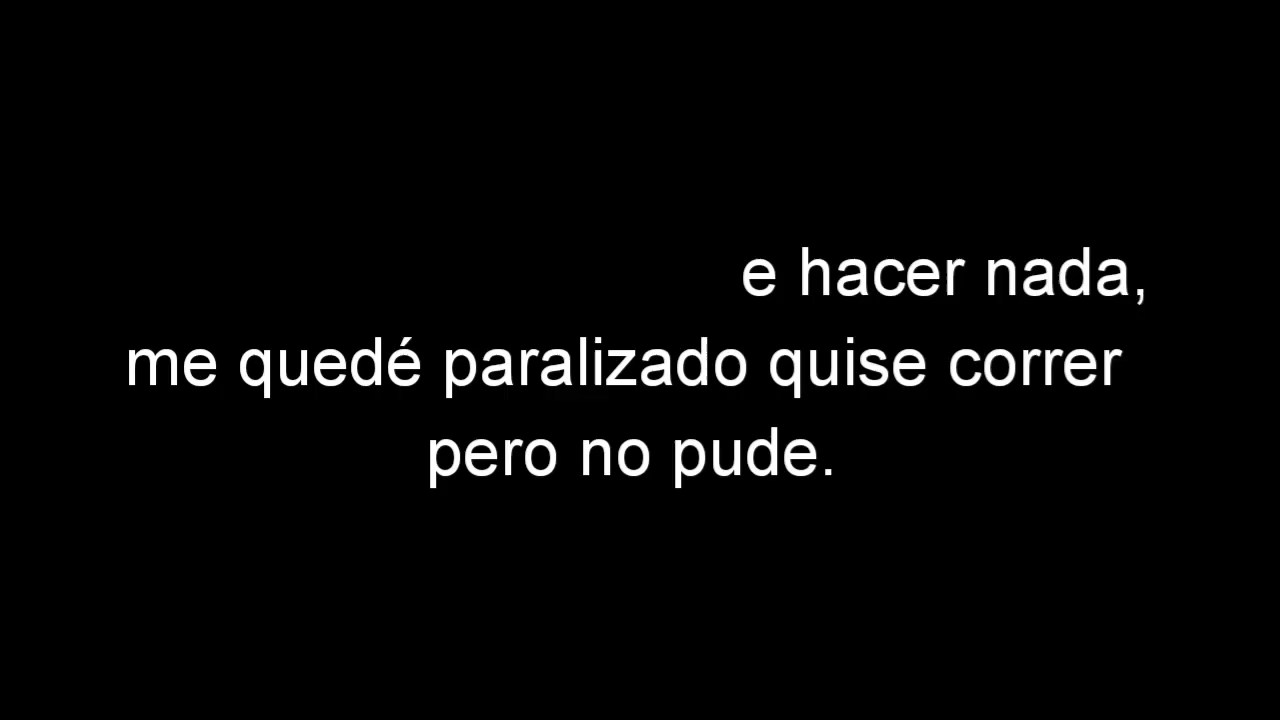 e hacer nada,
me quedé paralizado quise correr
pero no pude.